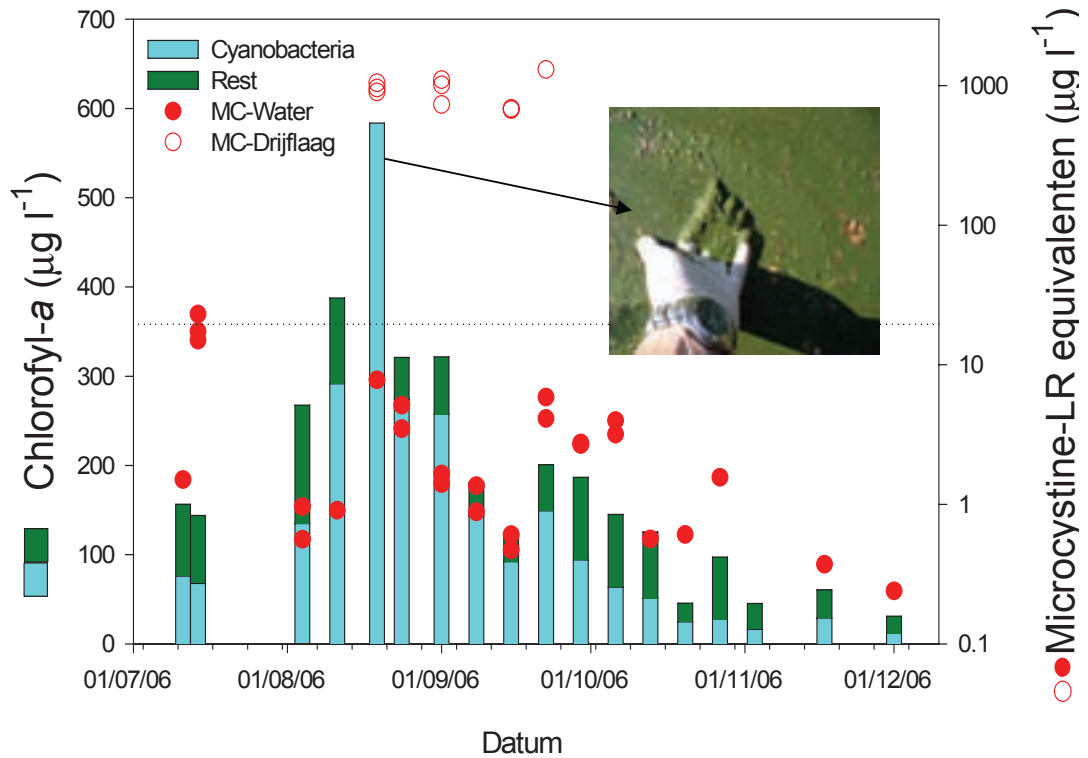 700
600
500
400
300
200
100
0
Chlorofyl-a (µg l⁻¹)
Cyanobacteria
Rest
MC-Water
MC-Drijflaag
1000
100
10
1
0.1
Microcystine-LR equivalenten (µg l⁻¹)
01/07/06 01/08/06 01/09/06 01/10/06 01/11/06 01/12/06
Datum